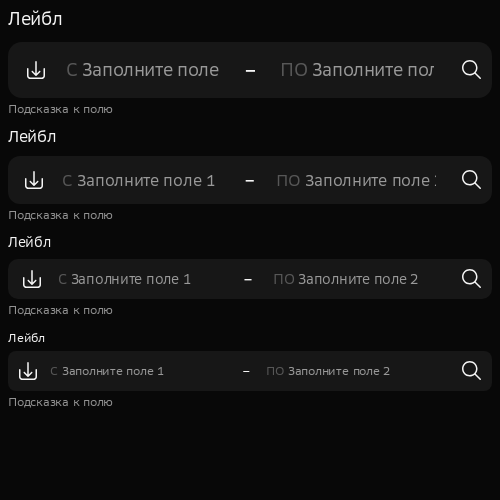 Лейбл
С Заполните поле – ПО Заполните пол
Подсказка к полю
Лейбл
С Заполните поле 1 – ПО Заполните поле
Подсказка к полю
Лейбл
С Заполните поле 1 – ПО Заполните поле 2
Подсказка к полю
Лейбл
С Заполните поле 1 – ПО Заполните поле 2
Подсказка к полю